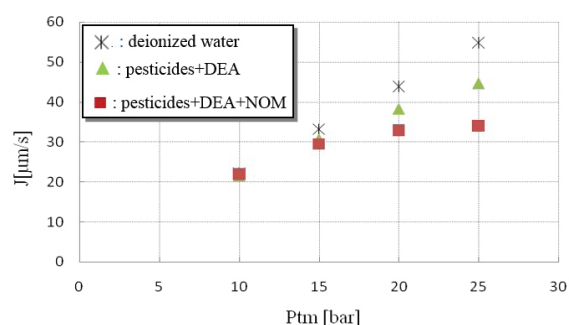 60
50
40
30
20
10
0
J[μm/s]
: deionized water
: pesticides+DEA
: pesticides+DEA+NOM
0 5 10 15 20 25 30
Ptm [bar]